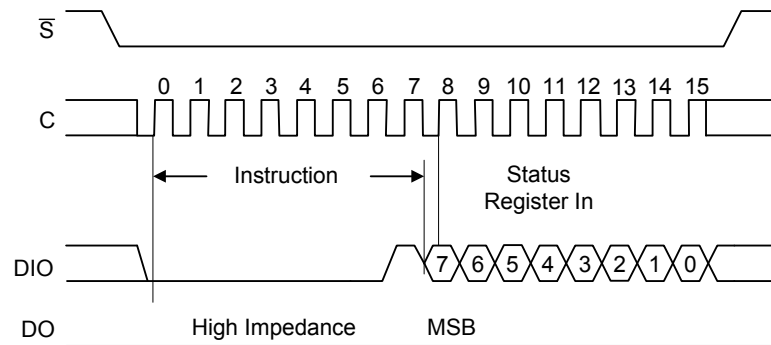 S
0 1 2 3 4 5 6 7 8 9 10 11 12 13 14 15
C
Instruction
Status
Register In
DIO
7 6 5 4 3 2 1 0
DO
High Impedance
MSB